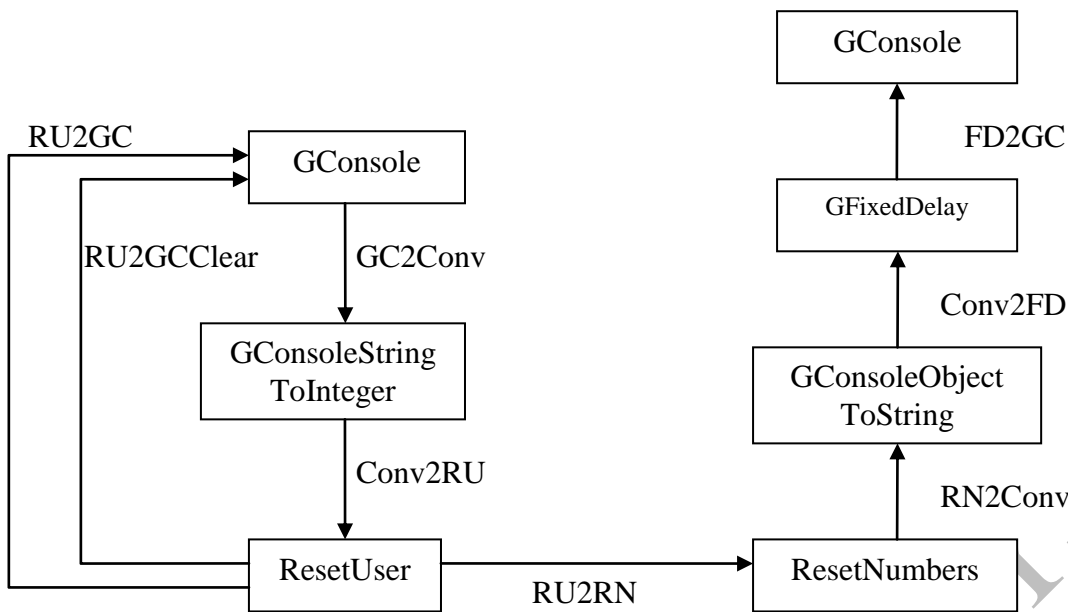 GConsole
RU2GC
FD2GC
GConsole
GFixedDelay
RU2GCClear
GC2Conv
Conv2FD
GConsoleString
ToInteger
GConsoleObject
ToString
Conv2RU
RN2Conv
ResetUser
ResetNumbers
RU2RN